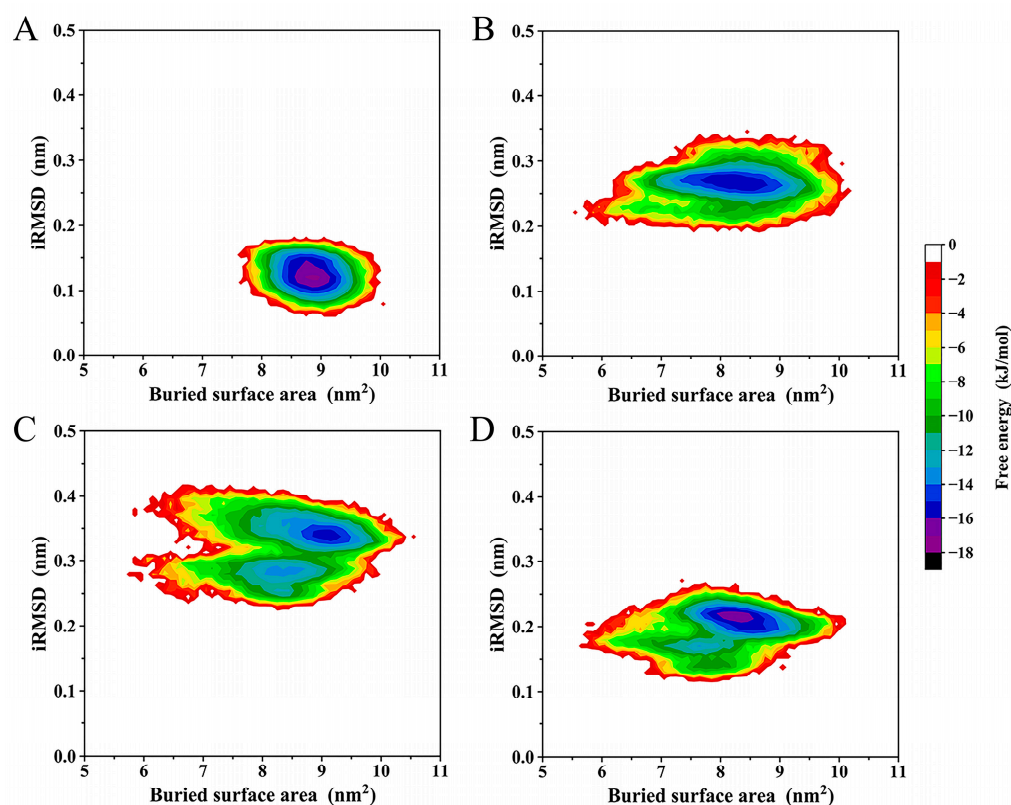 A
0.5
0.4
0.3
0.2
0.1
0.0
iRMSD (nm)
5 6 7 8 9 10 11
Buried surface area (nm²)
B
0.5
0.4
0.3
0.2
0.1
0.0
iRMSD (nm)
5 6 7 8 9 10 11
Buried surface area (nm²)
C
0.5
0.4
0.3
0.2
0.1
0.0
iRMSD (nm)
5 6 7 8 9 10 11
Buried surface area (nm²)
D
0.5
0.4
0.3
0.2
0.1
0.0
iRMSD (nm)
5 6 7 8 9 10 11
Buried surface area (nm²)
0
−2
−4
−6
−8
−10
−12
−14
−16
−18
Free energy (kJ/mol)